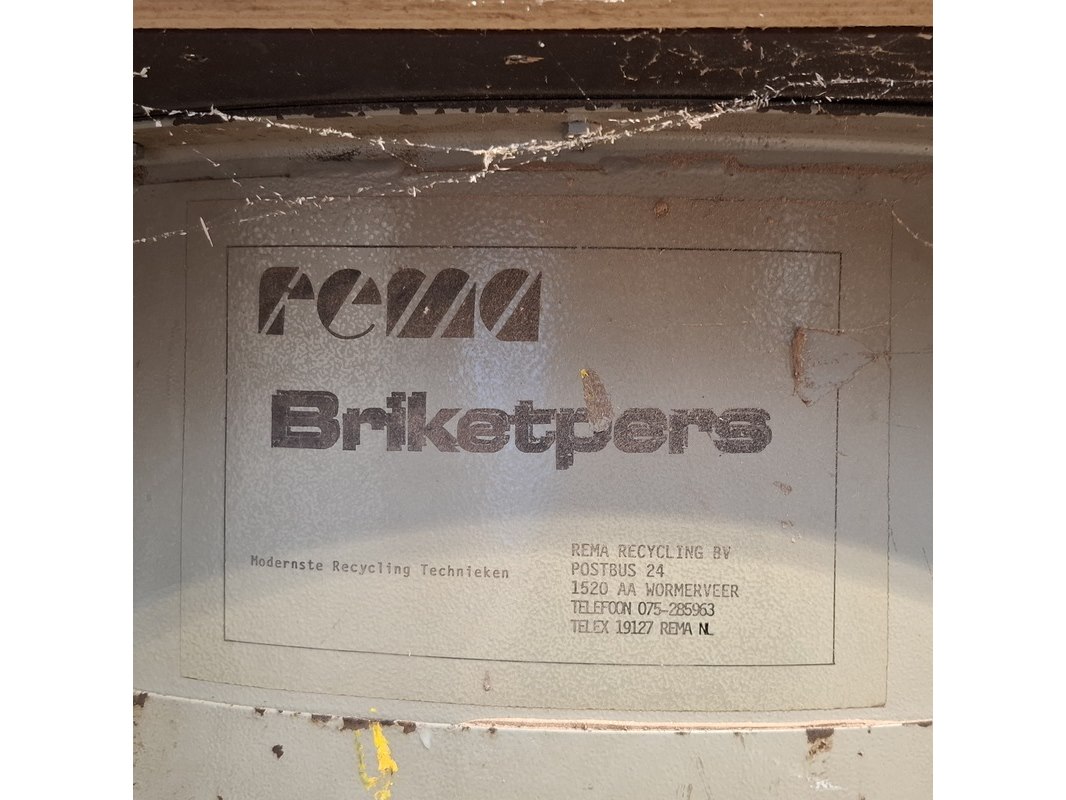 rema
Briketpers
Modernste Recycling Technieken
REMA RECYCLING BV
POSTBUS 24
1520 AA WORMERVEER
TELEFOON 075-285963
TELEX 19127 REMA NL